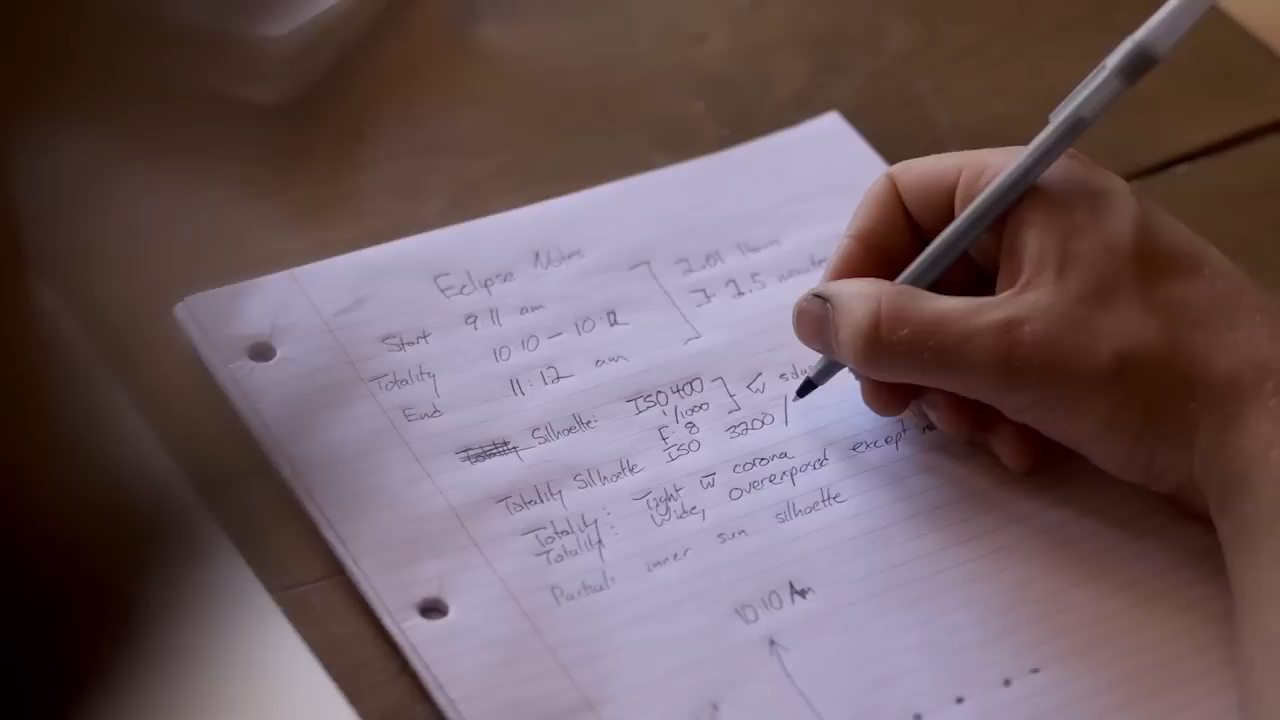 Eclipse Notes
Start 9:11 am
Totality 10:10 - 10:12
End 11:12 am
2.01
2.5
Silhoette: ISO 400
1/1000
F: 8
Totality Silhoette ISO 3200 /
Totality: Tight w corona
Totality: Wide, overexposed except
Partial: inner sun silhoette
10:10 Am